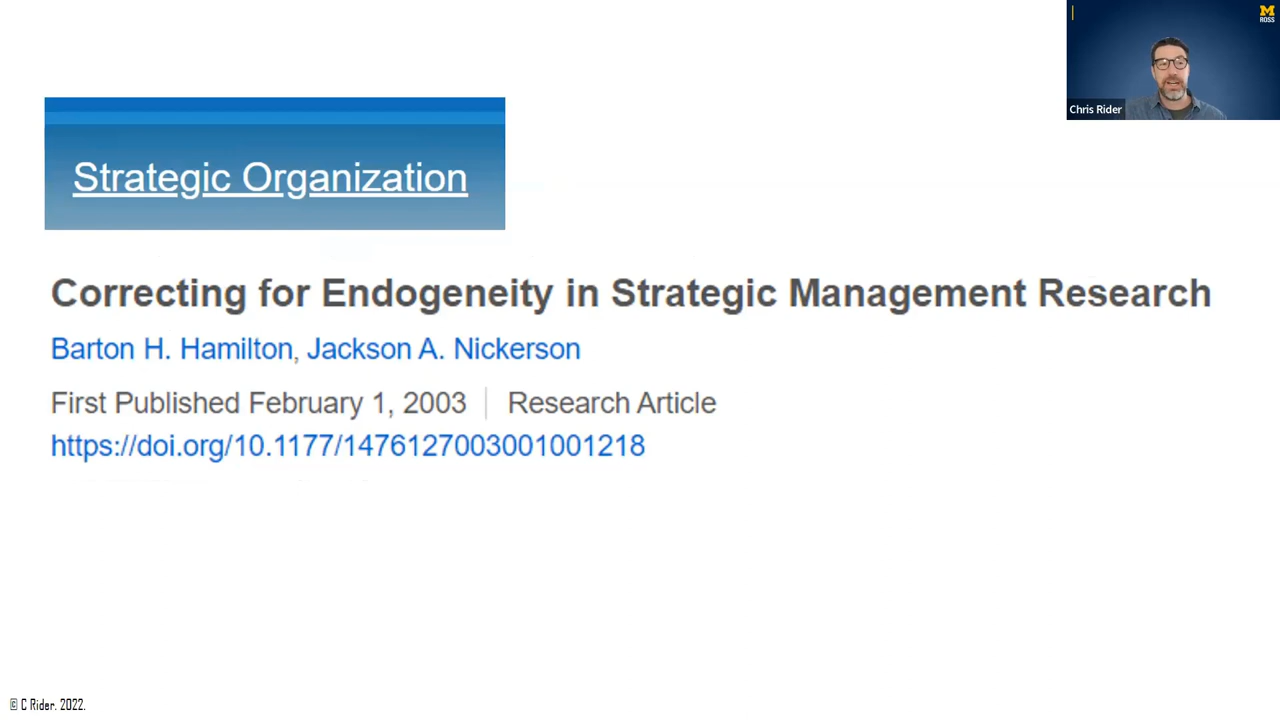 M
ROSS
Chris Rider
Strategic Organization
Correcting for Endogeneity in Strategic Management Research
Barton H. Hamilton, Jackson A. Nickerson
First Published February 1, 2003 | Research Article
https://doi.org/10.1177/1476127003001001218
© C Rider. 2022.